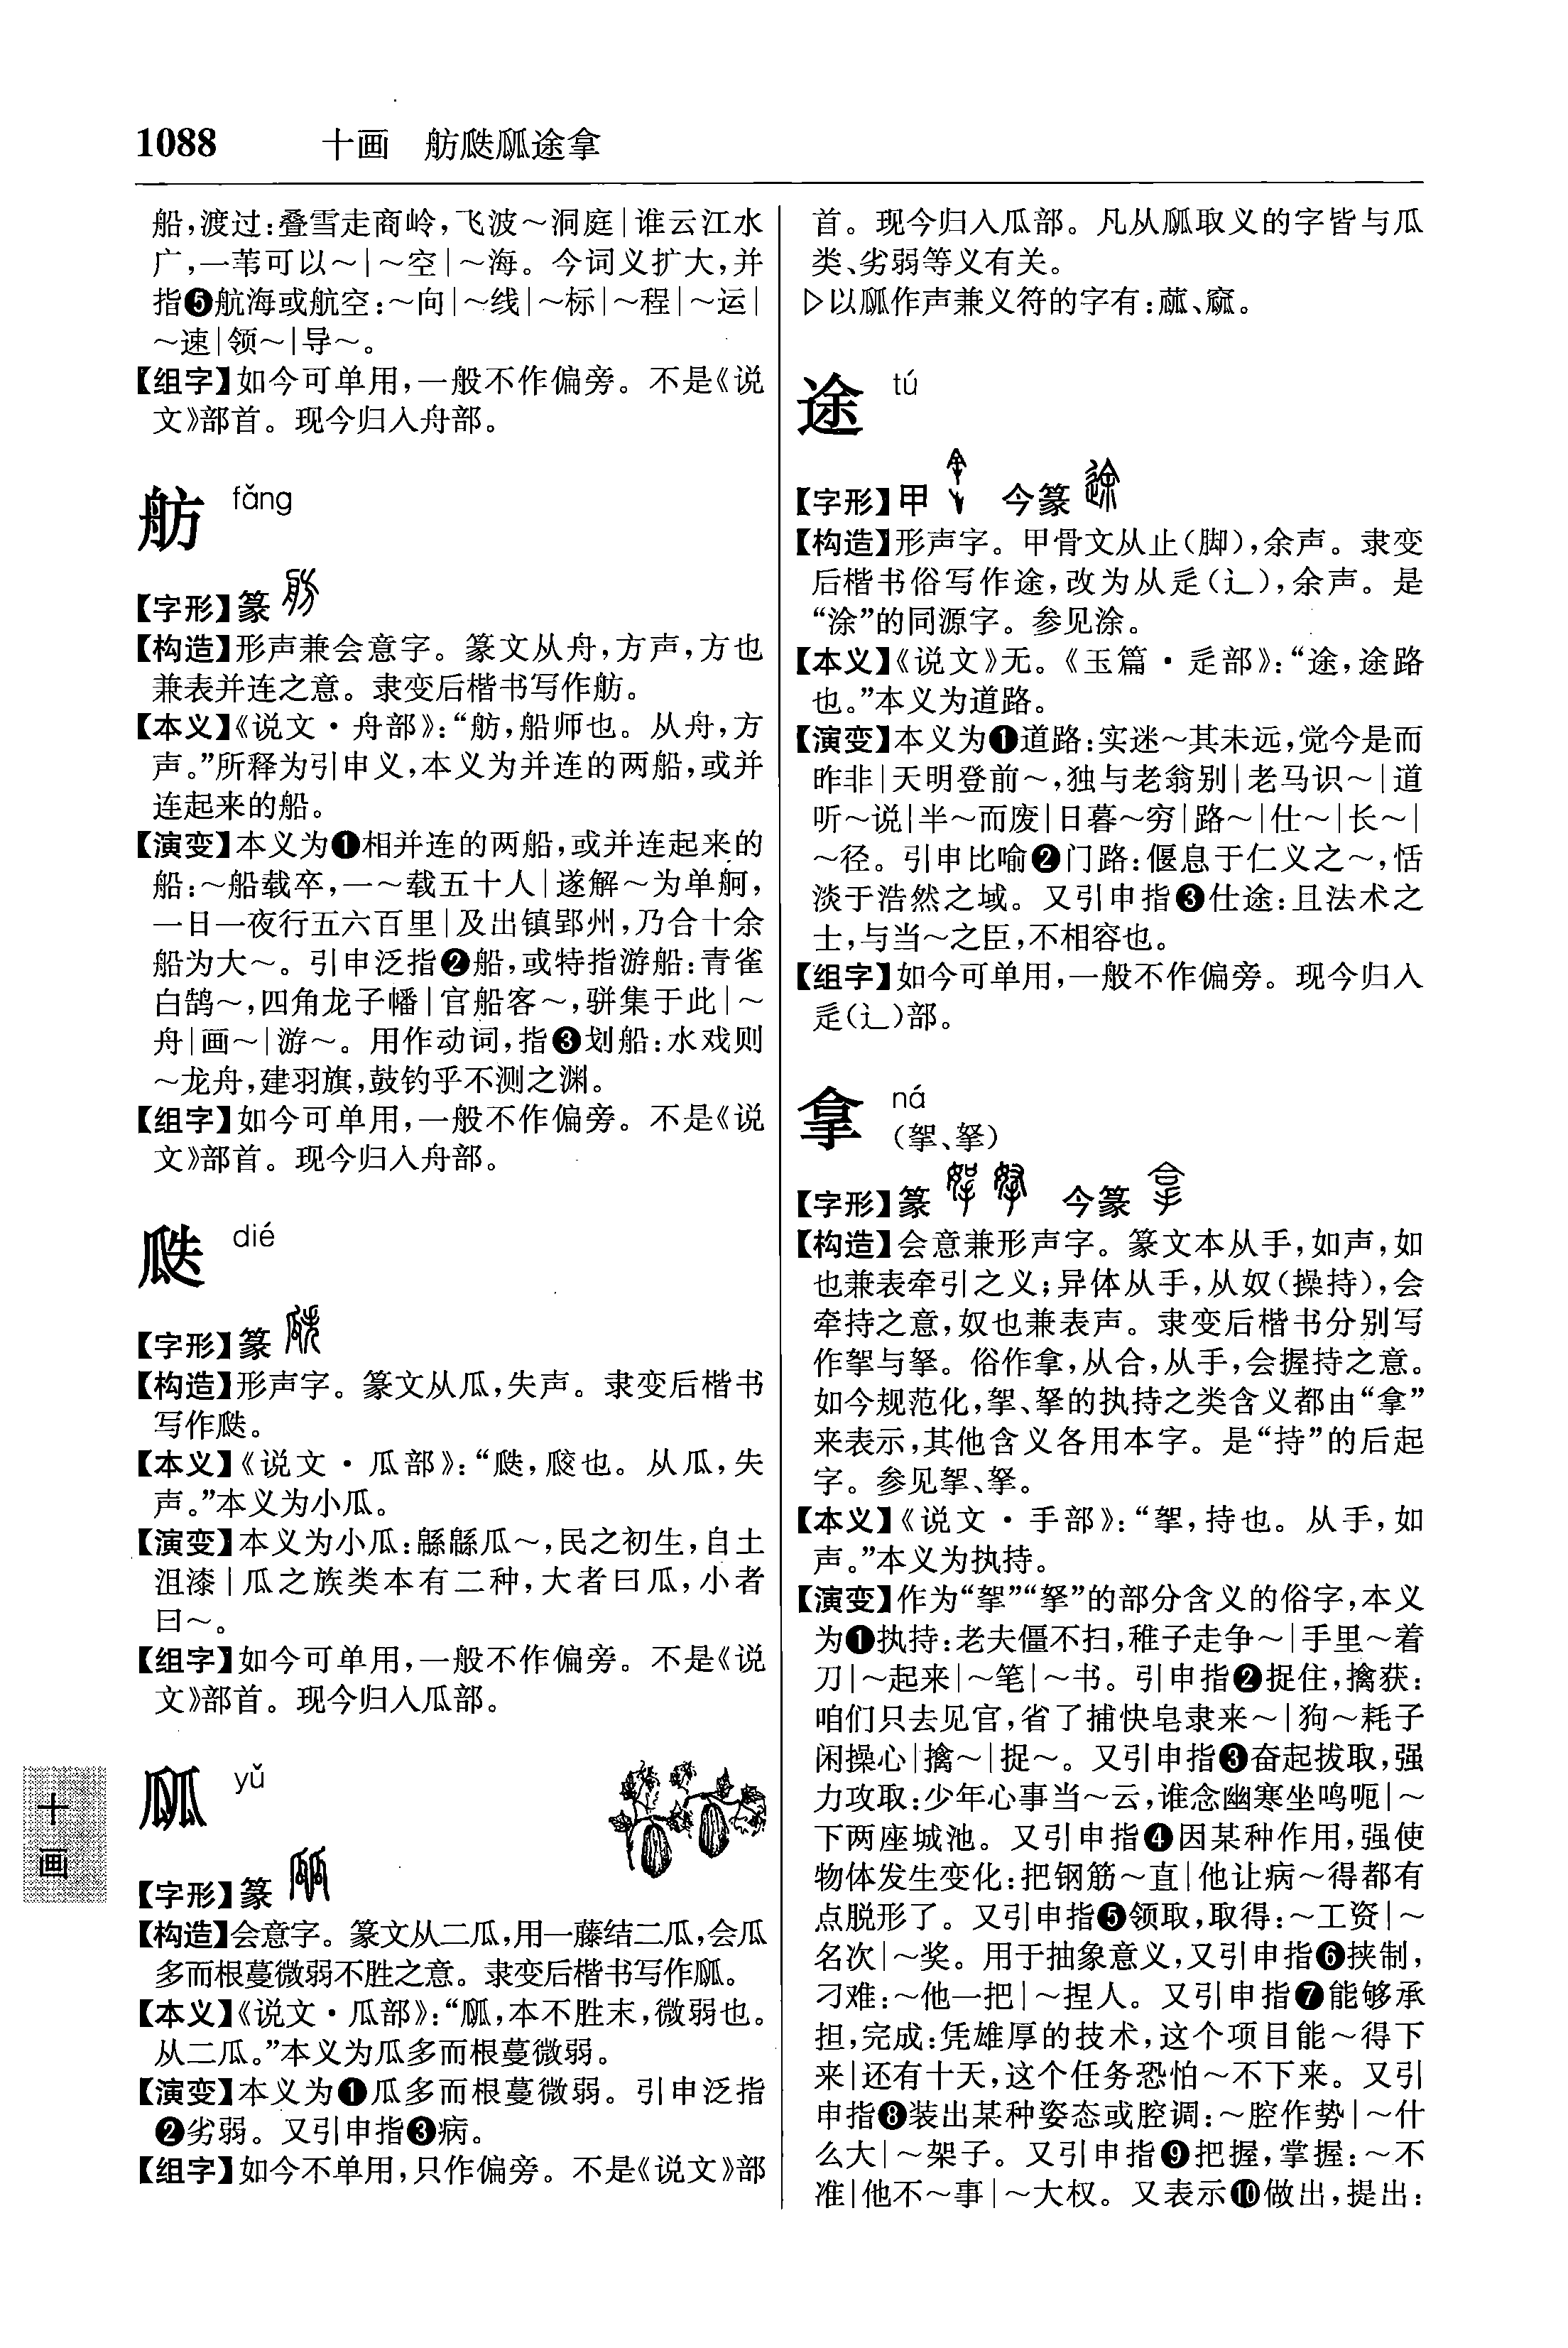 1088 十画 舫瓞㼌途拿
船,渡过:叠雪走商岭,飞波～洞庭|谁云江水
广,一苇可以～|～空|～海。今词义扩大,并
指❺航海或航空:～向|～线|～标|～程|～运|
～速|领～|导～。
【组字】如今可单用,一般不作偏旁。不是《说
文》部首。现今归入舟部。
舫 fǎng
【字形】篆
【构造】形声兼会意字。篆文从舟,方声,方也
兼表并连之意。隶变后楷书写作舫。
【本义】《说文·舟部》:“舫,船师也。从舟,方
声。”所释为引申义,本义为并连的两船,或并
连起来的船。
【演变】本义为❶相并连的两船,或并连起来的
船:～船载卒,一～载五十人|遂解～为单舸,
一日一夜行五六百里|及出镇郢州,乃合十余
船为大～。引申泛指❷船,或特指游船:青雀
白鹄～,四角龙子幡|官船客～,骈集于此|～
舟|画～|游～。用作动词,指❸划船:水戏则
～龙舟,建羽旗,鼓钓乎不测之渊。
【组字】如今可单用,一般不作偏旁。不是《说
文》部首。现今归入舟部。
瓞 dié
【字形】篆
【构造】形声字。篆文从瓜,失声。隶变后楷书
写作瓞。
【本义】《说文·瓜部》:“瓞,㼎也。从瓜,失
声。”本义为小瓜。
【演变】本义为小瓜:緜緜瓜～,民之初生,自土
沮漆|瓜之族类本有二种,大者曰瓜,小者
曰～。
【组字】如今可单用,一般不作偏旁。不是《说
文》部首。现今归入瓜部。
㼌 yǔ
【字形】篆
【构造】会意字。篆文从二瓜,用一藤结二瓜,会瓜
多而根蔓微弱不胜之意。隶变后楷书写作㼌。
【本义】《说文·瓜部》:“㼌,本不胜末,微弱也。
从二瓜。”本义为瓜多而根蔓微弱。
【演变】本义为❶瓜多而根蔓微弱。引申泛指
❷劣弱。又引申指❸病。
【组字】如今不单用,只作偏旁。不是《说文》部
十画
首。现今归入瓜部。凡从㼌取义的字皆与瓜
类、劣弱等义有关。
▷以㼌作声兼义符的字有:蓏、窳。
途 tú
【字形】甲 今篆
【构造】形声字。甲骨文从止(脚),余声。隶变
后楷书俗写作途,改为从辵(辶),余声。是
“涂”的同源字。参见涂。
【本义】《说文》无。《玉篇·辵部》:“途,途路
也。”本义为道路。
【演变】本义为❶道路:实迷～其未远,觉今是而
昨非|天明登前～,独与老翁别|老马识～|道
听～说|半～而废|日暮～穷|路～|仕～|长～|
～径。引申比喻❷门路:偃息于仁义之～,恬
淡于浩然之域。又引申指❸仕途:且法术之
士,与当～之臣,不相容也。
【组字】如今可单用,一般不作偏旁。现今归入
辵(辶)部。
拿 ná
(挐、拏)
【字形】篆 今篆
【构造】会意兼形声字。篆文本从手,如声,如
也兼表牵引之义;异体从手,从奴(操持),会
牵持之意,奴也兼表声。隶变后楷书分别写
作挐与拏。俗作拿,从合,从手,会握持之意。
如今规范化,挐、拏的执持之类含义都由“拿”
来表示,其他含义各用本字。是“持”的后起
字。参见挐、拏。
【本义】《说文·手部》:“挐,持也。从手,如
声。”本义为执持。
【演变】作为“挐”“拏”的部分含义的俗字,本义
为❶执持:老夫僵不扫,稚子走争～|手里～着
刀|～起来|～笔|～书。引申指❷捉住,擒获:
咱们只去见官,省了捕快皂隶来～|狗～耗子
闲操心|擒～|捉～。又引申指❸奋起拔取,强
力攻取:少年心事当～云,谁念幽寒坐鸣呃|～
下两座城池。又引申指❹因某种作用,强使
物体发生变化:把钢筋～直|他让病～得都有
点脱形了。又引申指❺领取,取得:～工资|～
名次|～奖。用于抽象意义,又引申指❻挟制,
刁难:～他一把|～捏人。又引申指❼能够承
担,完成:凭雄厚的技术,这个项目能～得下
来|还有十天,这个任务恐怕～不下来。又引
申指❽装出某种姿态或腔调:～腔作势|～什
么大|～架子。又引申指❾把握,掌握:～不
准|他不～事|～大权。又表示❿做出,提出: